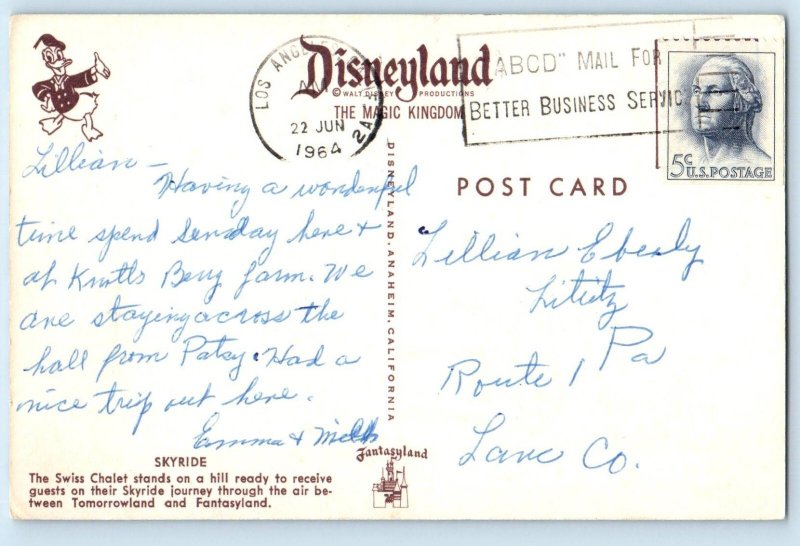 Disneyland
© WALT DISNEY PRODUCTIONS
THE MAGIC KINGDOM
LOS ANGELES
AM
22 JUN
1964
"ABCD" MAIL FOR
BETTER BUSINESS SERVIC
5c U.S. POSTAGE
POST CARD
Lillian –
Having a wonderful
time spend Sunday here +
at Knotts Berry farm. We
are staying across the
hall from Patsy. Had a
nice trip out here.
Emma +
DISNEYLAND, ANAHEIM, CALIFORNIA
Lillian Eberly
Lititz
Pa
Route 1
Lanc Co.
SKYRIDE
The Swiss Chalet stands on a hill ready to receive
guests on their Skyride journey through the air be-
tween Tomorrowland and Fantasyland.
Fantasyland